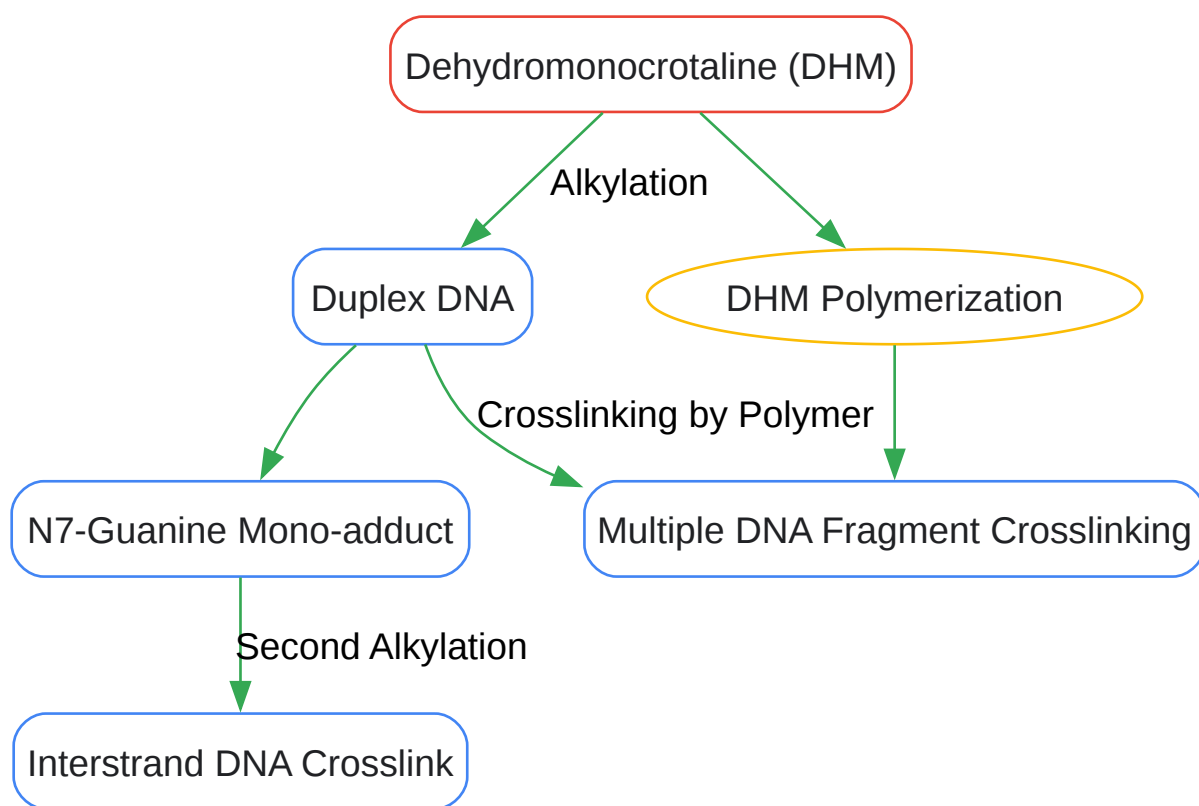 Dehydromonocrotaline (DHM)
Alkylation
Duplex DNA
DHM Polymerization
Crosslinking by Polymer
N7-Guanine Mono-adduct
Multiple DNA Fragment Crosslinking
Second Alkylation
Interstrand DNA Crosslink